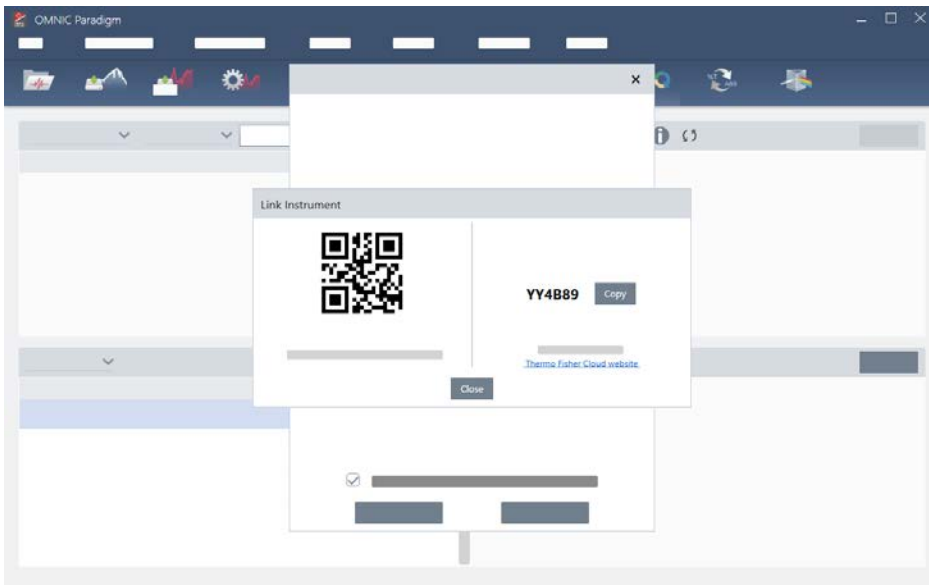 OMNIC Paradigm
Link Instrument
YY4B89
Copy
Thermo Fisher Cloud website
Close